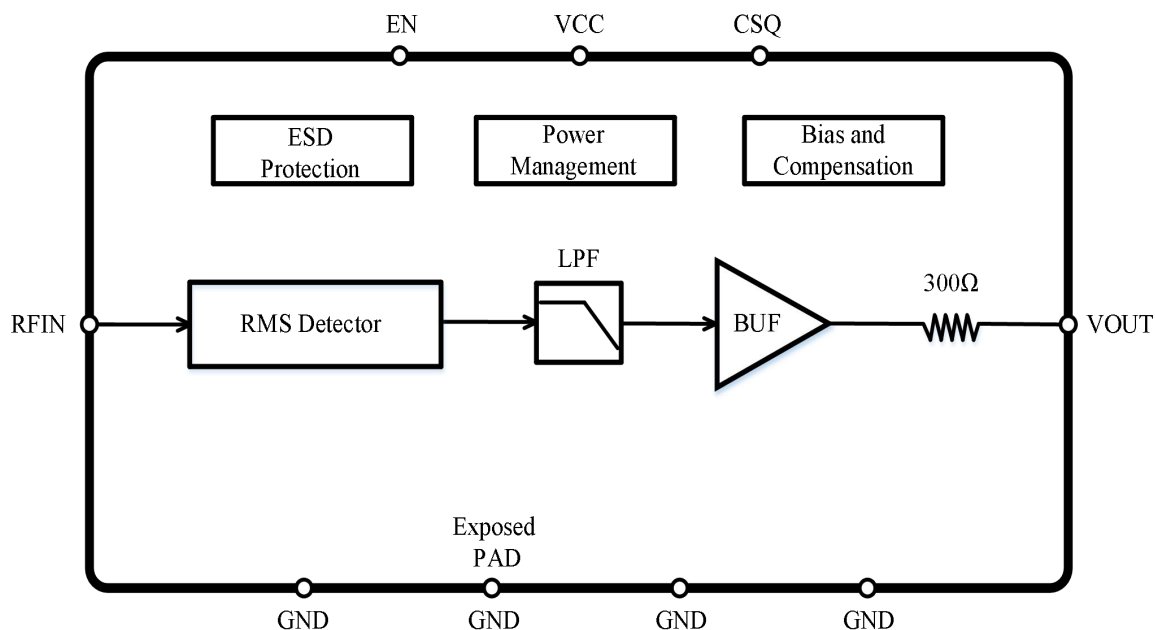 EN
VCC
CSQ
ESD
Protection
Power
Management
Bias and
Compensation
LPF
300Ω
RFIN
RMS Detector
BUF
VOUT
Exposed
PAD
GND
GND
GND
GND